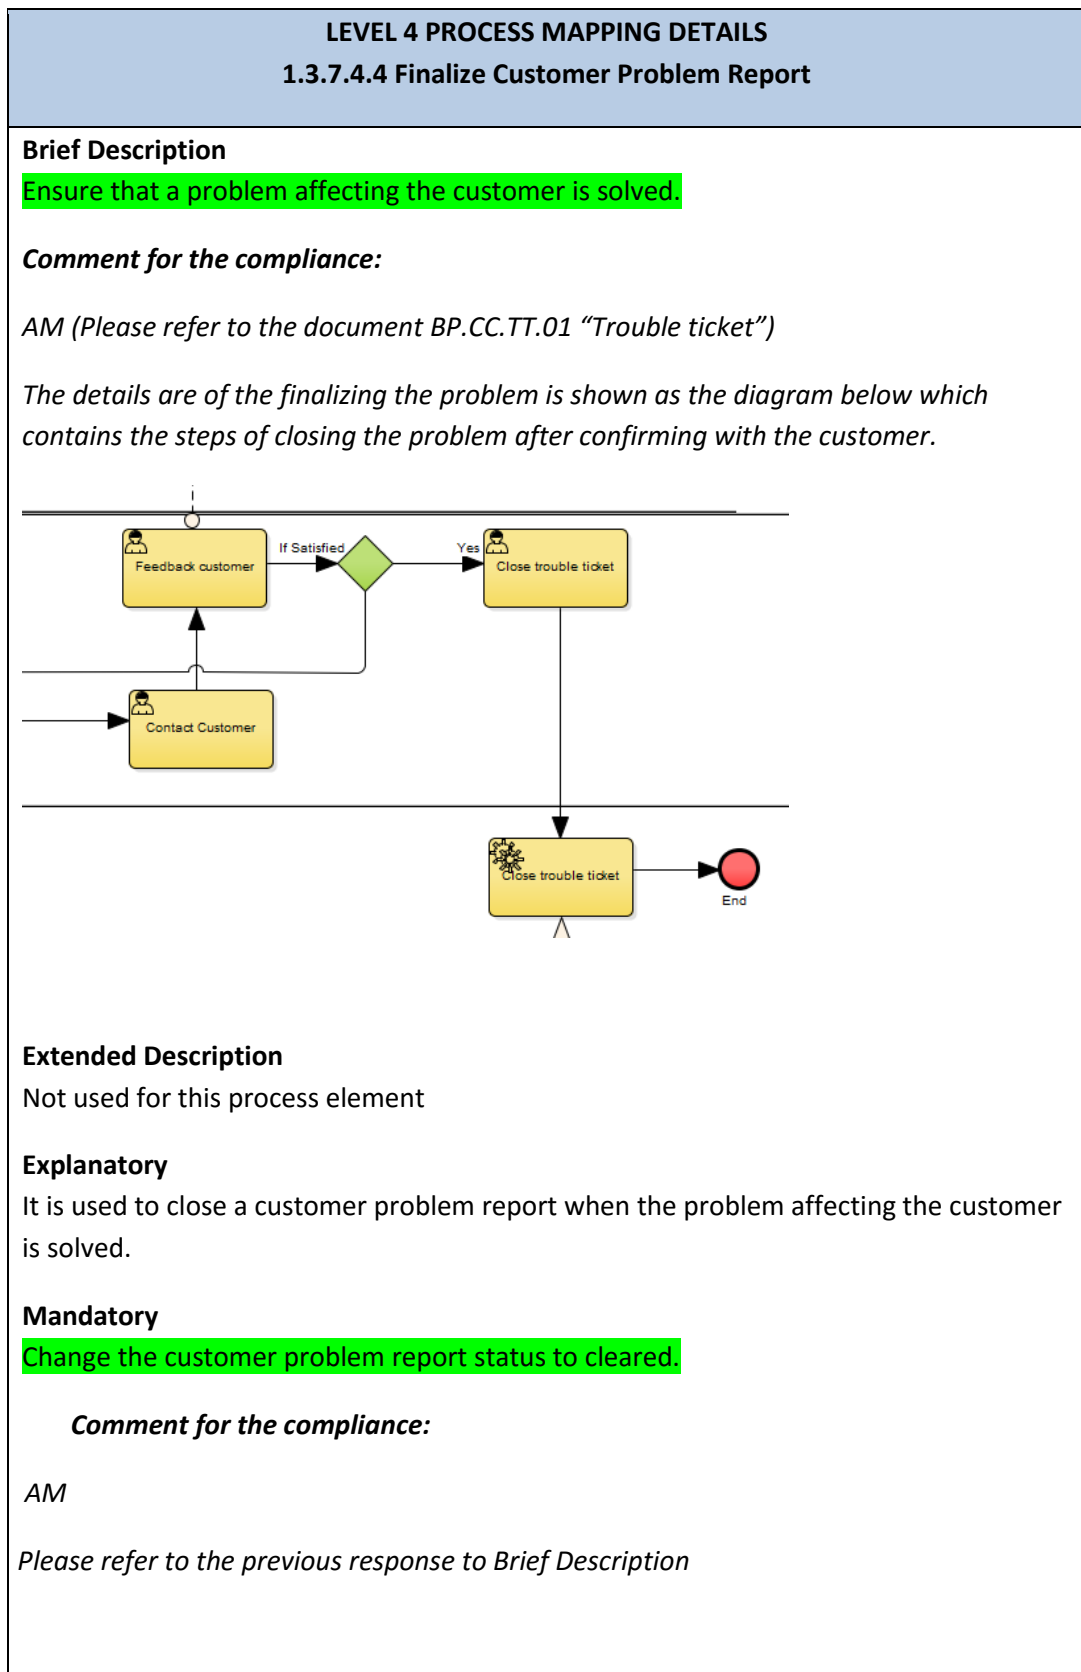 LEVEL 4 PROCESS MAPPING DETAILS
1.3.7.4.4 Finalize Customer Problem Report
Brief Description
Ensure that a problem affecting the customer is solved.
Comment for the compliance:
AM (Please refer to the document BP.CC.TT.01 “Trouble ticket”)
The details are of the finalizing the problem is shown as the diagram below which
contains the steps of closing the problem after confirming with the customer.
Feedback customer
If Satisfied
Yes
Close trouble ticket
Contact Customer
Close trouble ticket
End
Extended Description
Not used for this process element
Explanatory
It is used to close a customer problem report when the problem affecting the customer
is solved.
Mandatory
Change the customer problem report status to cleared.
Comment for the compliance:
AM
Please refer to the previous response to Brief Description